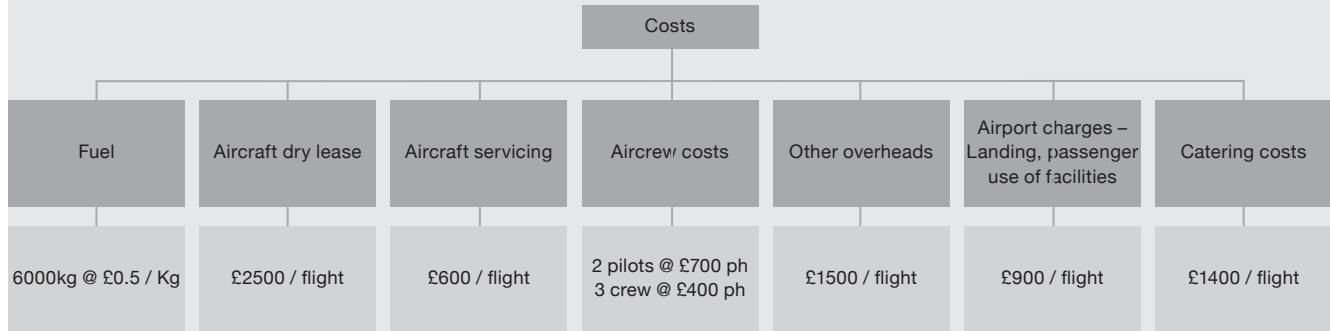 Costs
Fuel
Aircraft dry lease
Aircraft servicing
Aircrew costs
Other overheads
Airport charges –
Landing, passenger
use of facilities
Catering costs
6000kg @ £0.5 / Kg
£2500 / flight
£600 / flight
2 pilots @ £700 ph
3 crew @ £400 ph
£1500 / flight
£900 / flight
£1400 / flight